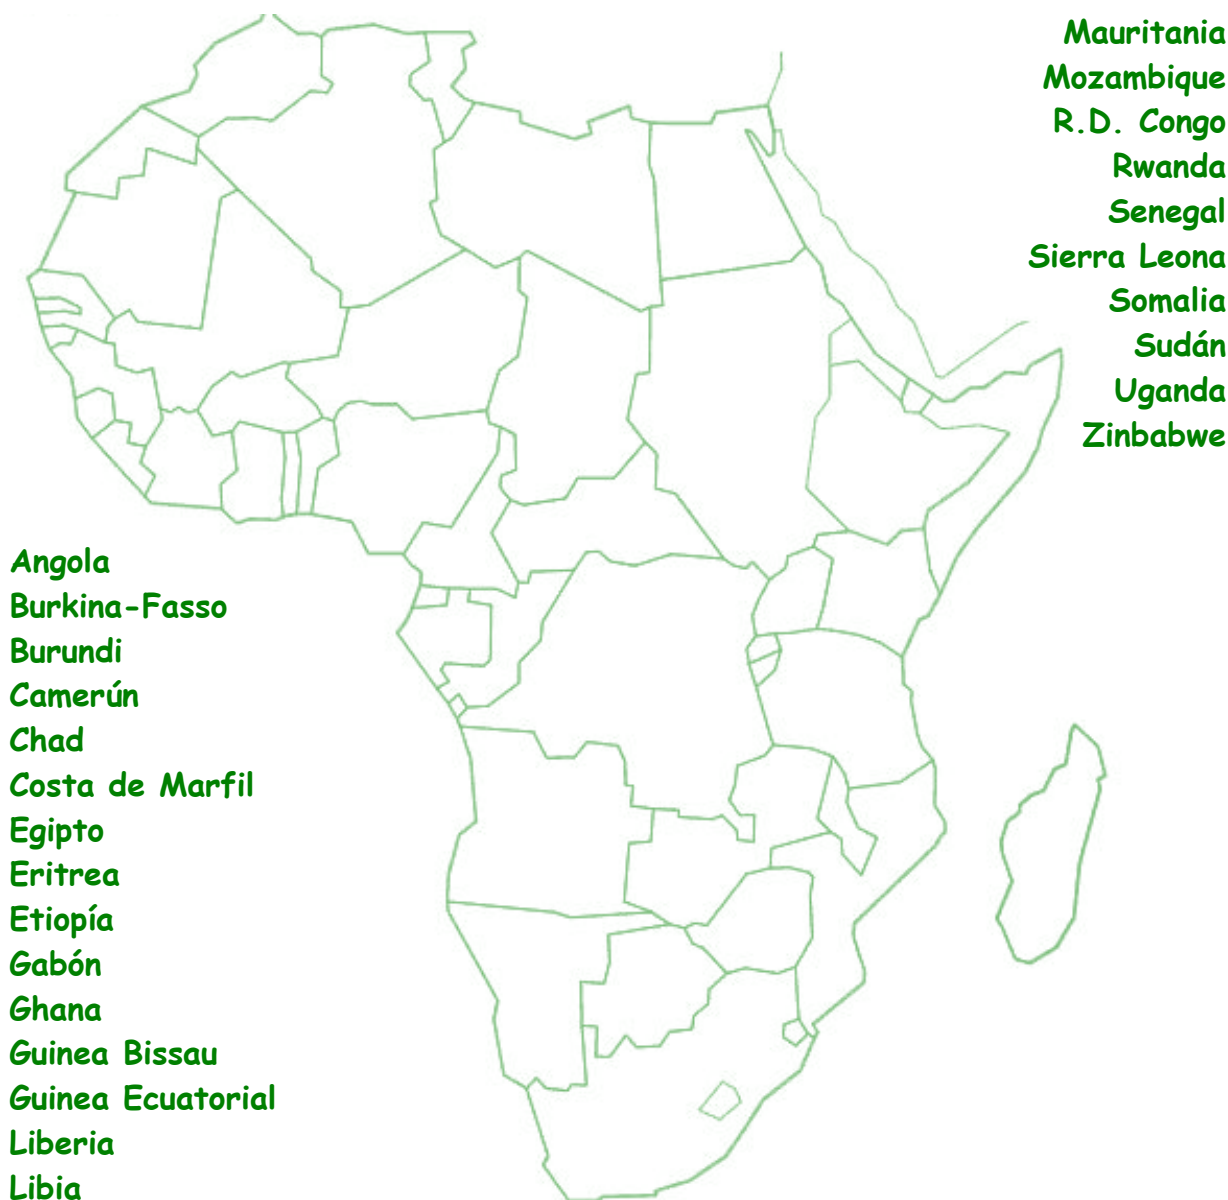 Mauritania
Mozambique
R.D. Congo
Rwanda
Senegal
Sierra Leona
Somalia
Sudán
Uganda
Zinbabwe
Angola
Burkina-Fasso
Burundi
Camerún
Chad
Costa de Marfil
Egipto
Eritrea
Etiopía
Gabón
Ghana
Guinea Bissau
Guinea Ecuatorial
Liberia
Libia